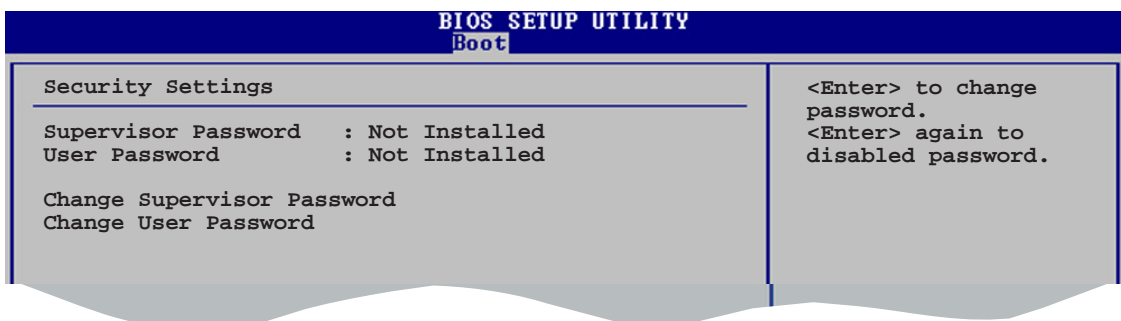 BIOS SETUP UTILITY
Boot
Security Settings
Supervisor Password : Not Installed
User Password : Not Installed
Change Supervisor Password
Change User Password
<Enter> to change
password.
<Enter> again to
disabled password.